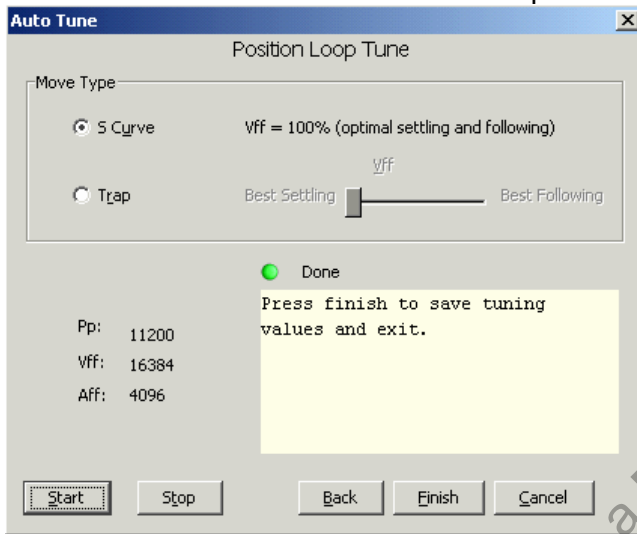 Auto Tune
Position Loop Tune
Move Type
S Curve
Vff = 100% (optimal settling and following)
Vff
Trap
Best Settling
Best Following
Done
Press finish to save tuning
values and exit.
Pp: 11200
Vff: 16384
Aff: 4096
Start Stop Back Finish Cancel